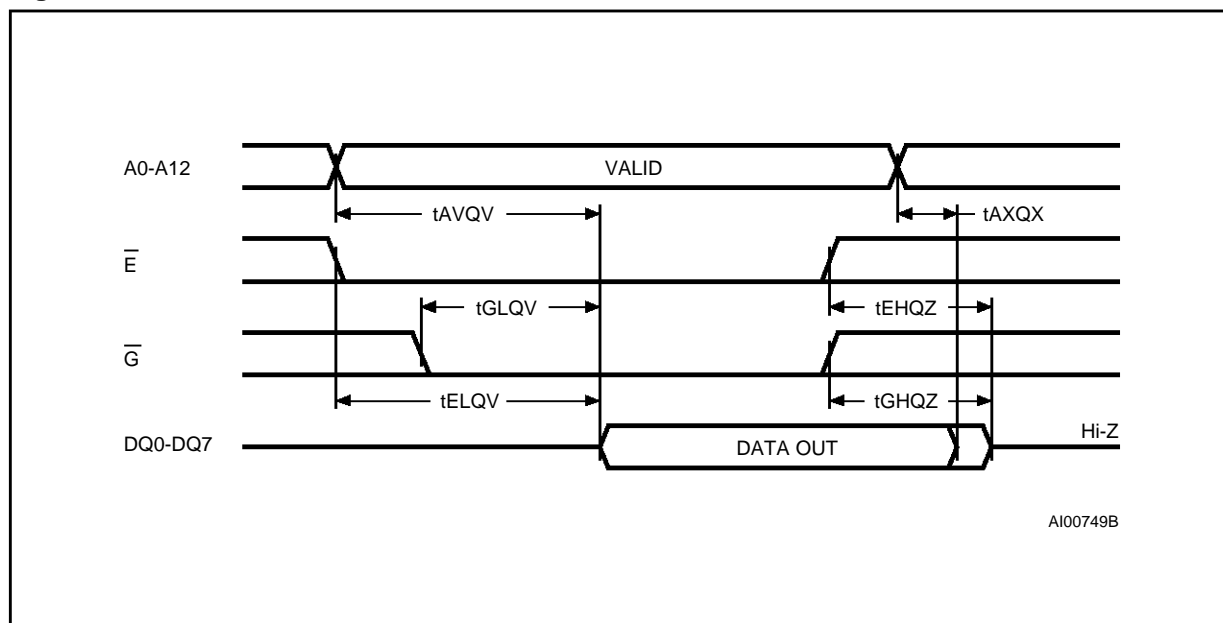 A0-A12
VALID
tAVQV
tAXQX
E
tGLQV
tEHQZ
G
tELQV
tGHQZ
DQ0-DQ7
DATA OUT
Hi-Z
AI00749B